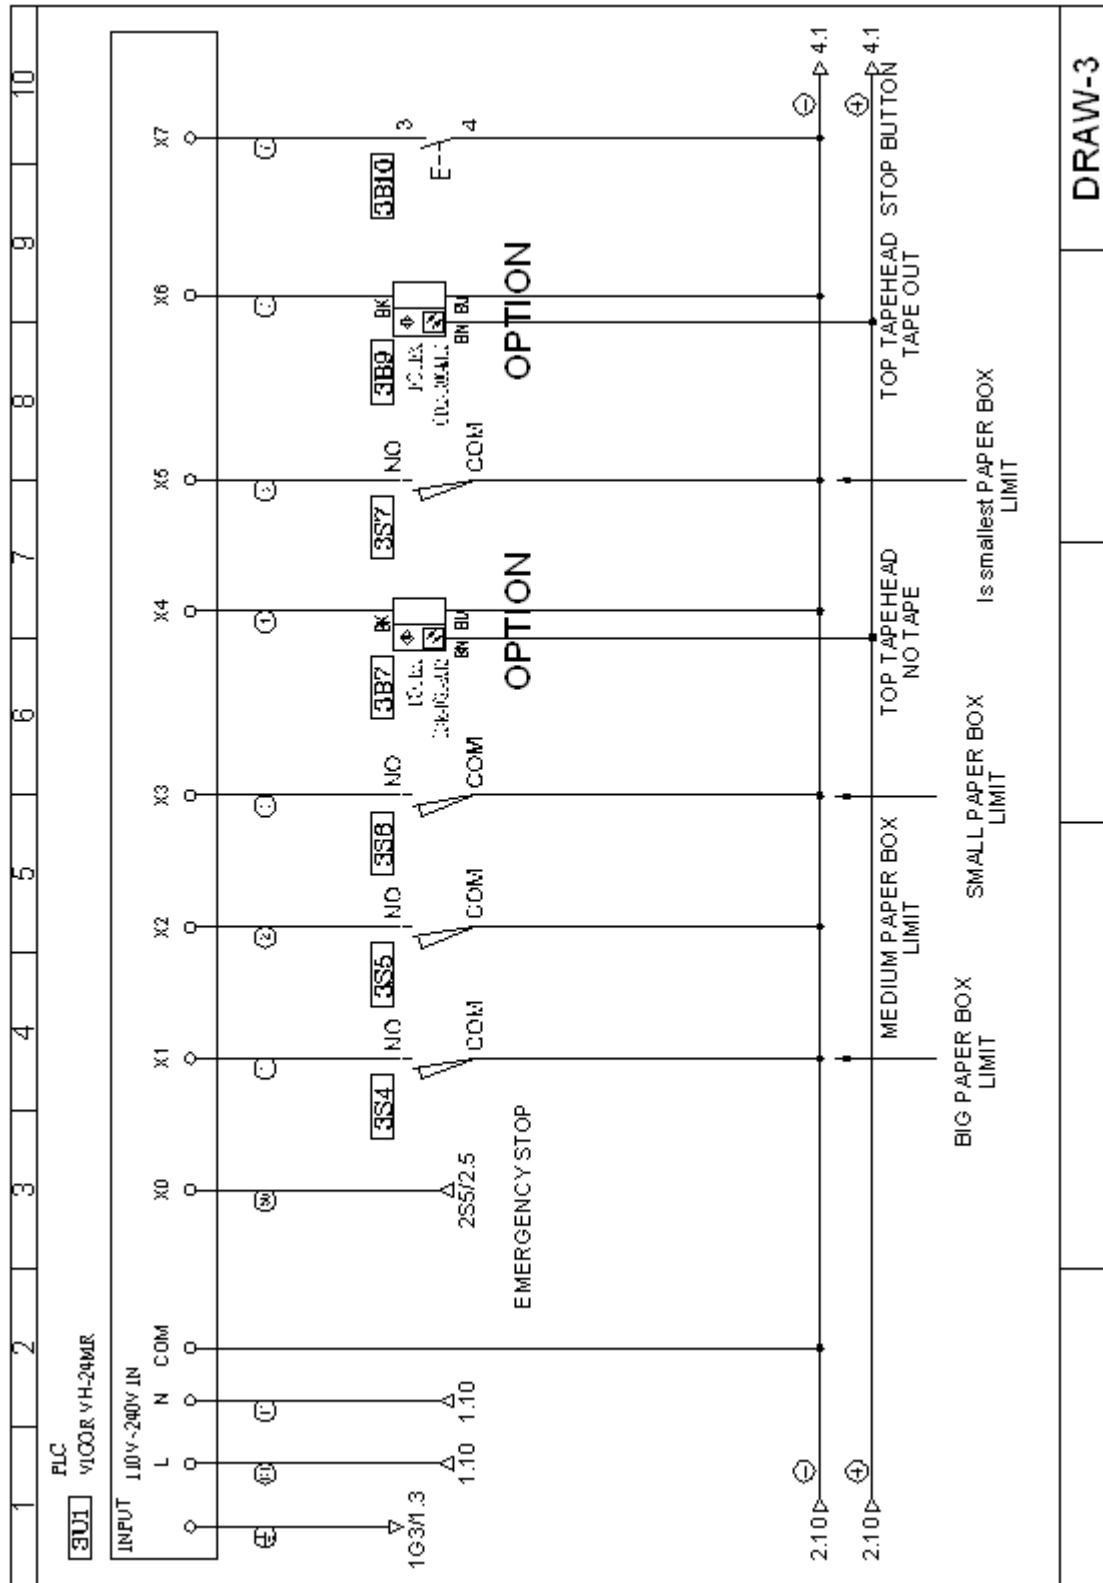 1 2 3 4 5 6 7 8 9 10
3U1
PLC
VIGOR VH-24MR
INPUT 110V-240V IN
L N COM X0 X1 X2 X3 X4 X5 X6 X7
2
3S4 NO
3S5 NO
3S6 NO
3B7 BK
3S7 NO
3B9 BK
3B10 3
1G3/1.3
1.10
1.10
2S5/2.5
COM
COM
COM
BN BU
COM
BN BU
E 4
EMERGENCY STOP
OPTION
OPTION
2.10 − − 4.1
2.10 + + 4.1
MEDIUM PAPER BOX
LIMIT
TOP TAPEHEAD
NO TAPE
TOP TAPEHEAD
TAPE OUT
STOP BUTTON
BIG PAPER BOX
LIMIT
SMALL PAPER BOX
LIMIT
Is smallest PAPER BOX
LIMIT
DRAW-3